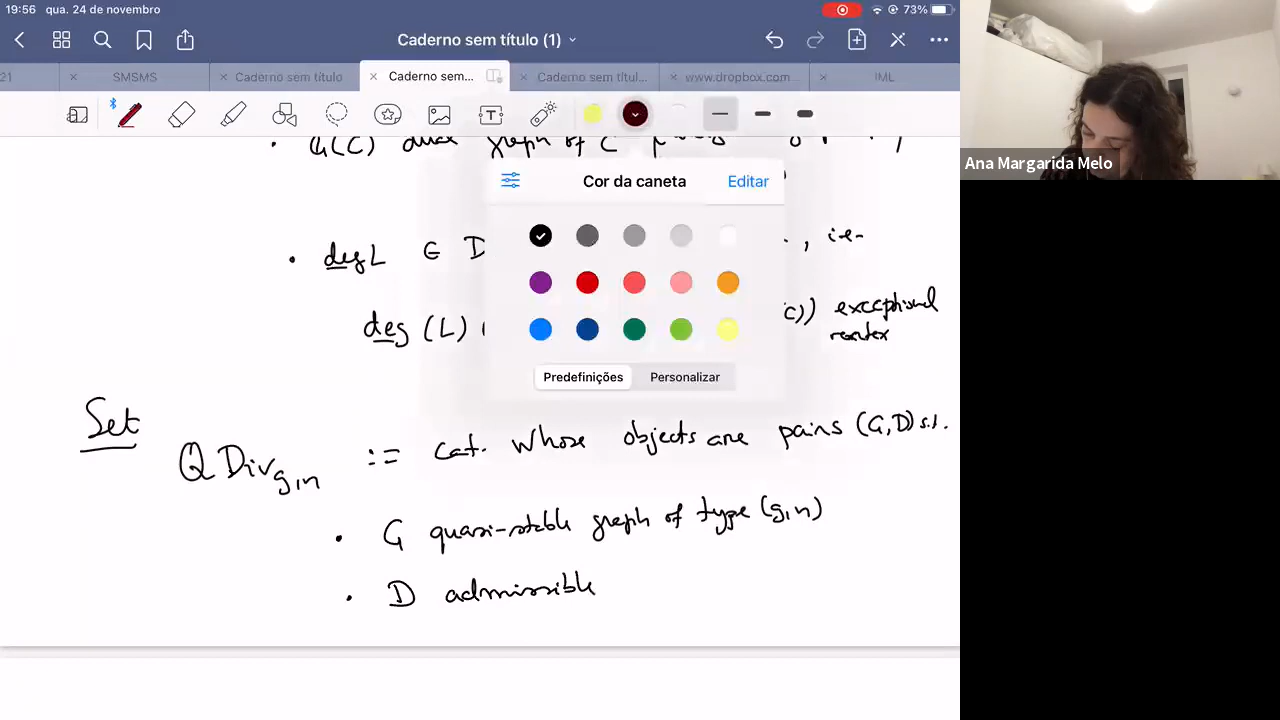 19:56 qua. 24 de novembro 73%
Caderno sem título (1)
21 SMSMS Caderno sem título Caderno sem... Caderno sem títul... www.dropbox.com... IML
Ana Margarida Melo
G(C) dual graph of C
Cor da caneta Editar
• deg L ∈ D , i.e.
deg (L) C)) exceptional
vertex
Predefinições Personalizar
Set
QDiv g,n := cat. whose objects are pairs (G,D) s.t.
• G quasi-stable graph of type (g,n)
• D admissible